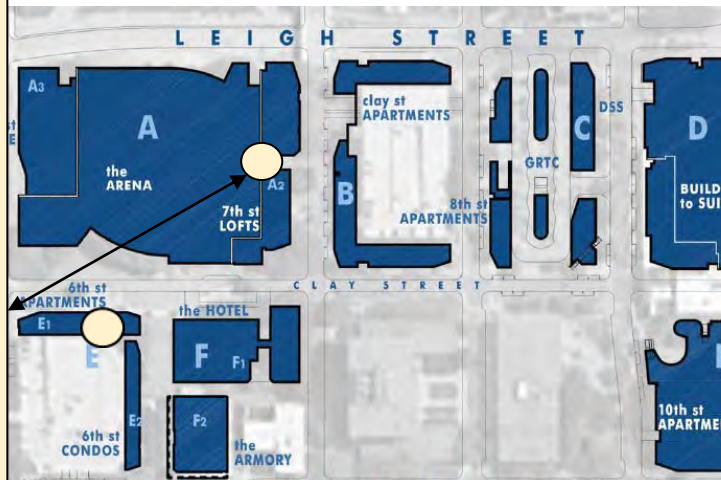 LEIGH STREET
A3
A
the
ARENA
A2
7th st
LOFTS
clay st
APARTMENTS
B
8th st
APARTMENTS
GRTC
C
DSS
D
BUILD
to SUI
CLAY STREET
6th st
APARTMENTS
E1
E
E2
6th st
CONDOS
the HOTEL
F
F1
F2
the
ARMORY
10th st
APARTME